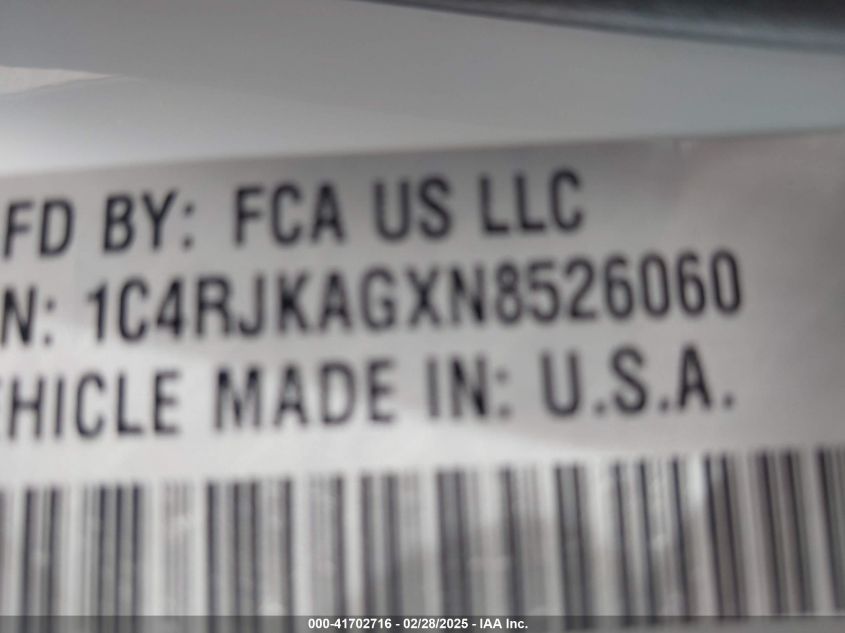 FD BY: FCA US LLC
N: 1C4RJKAGXN8526060
HICLE MADE IN: U.S.A.
000-41702716 - 02/28/2025 - IAA Inc.